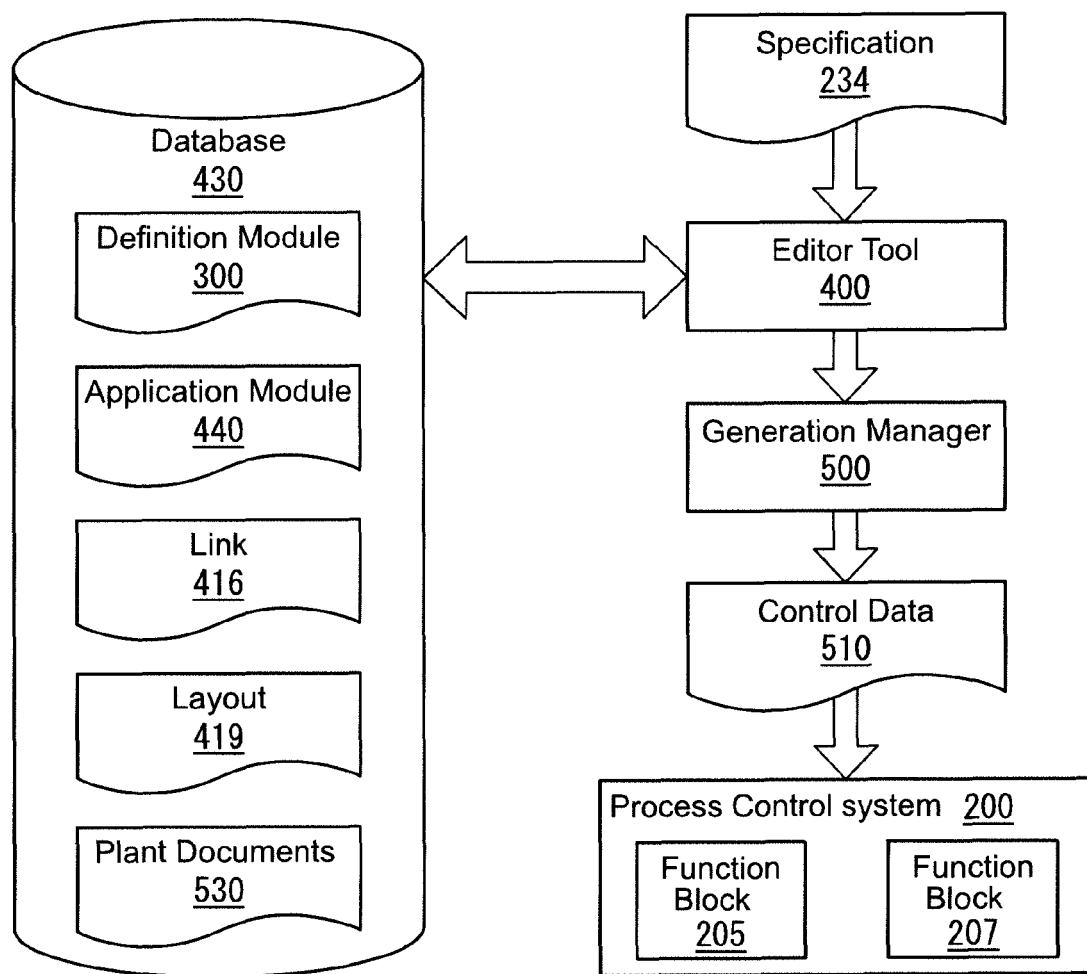 Database
430
Definition Module
300
Application Module
440
Link
416
Layout
419
Plant Documents
530
Specification
234
Editor Tool
400
Generation Manager
500
Control Data
510
Process Control system 200
Function
Block
205
Function
Block
207